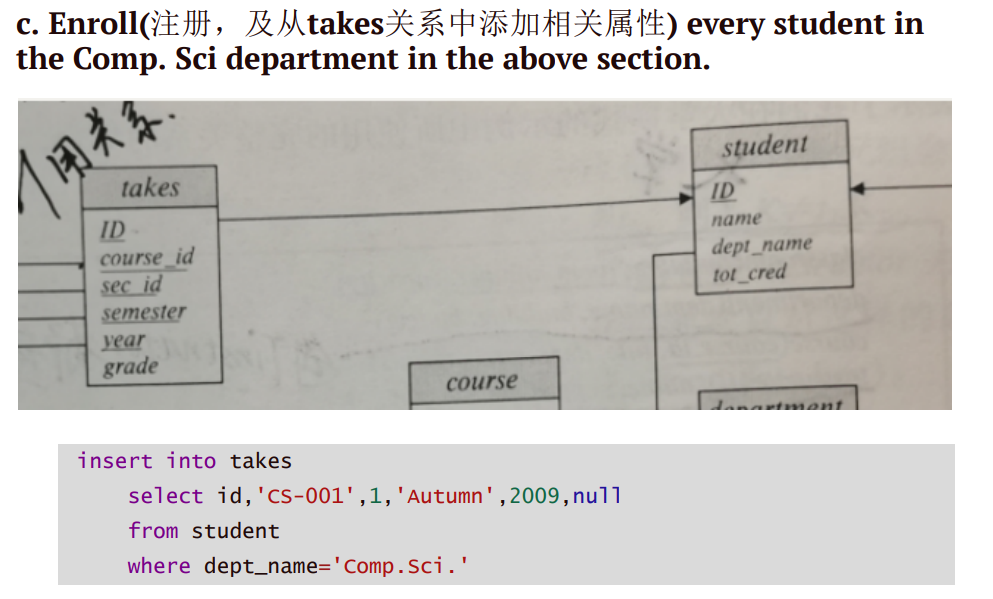 c. Enroll(注册，及从takes关系中添加相关属性) every student in
the Comp. Sci department in the above section.
用关系.
takes
ID
course_id
sec_id
semester
year
grade
student
ID
name
dept_name
tot_cred
course
department
insert into takes
select id,'CS-001',1,'Autumn',2009,null
from student
where dept_name='Comp.Sci.'